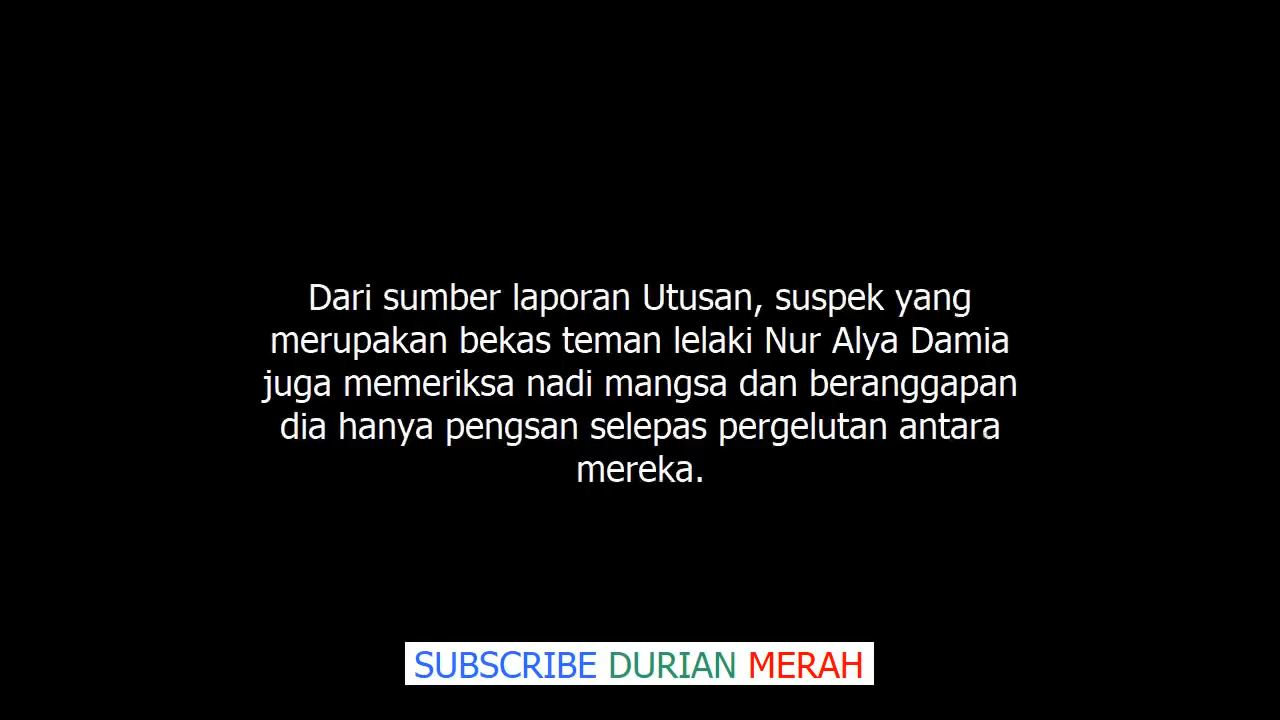 Dari sumber laporan Utusan, suspek yang
merupakan bekas teman lelaki Nur Alya Damia
juga memeriksa nadi mangsa dan beranggapan
dia hanya pengsan selepas pergelutan antara
mereka.
SUBSCRIBE DURIAN MERAH